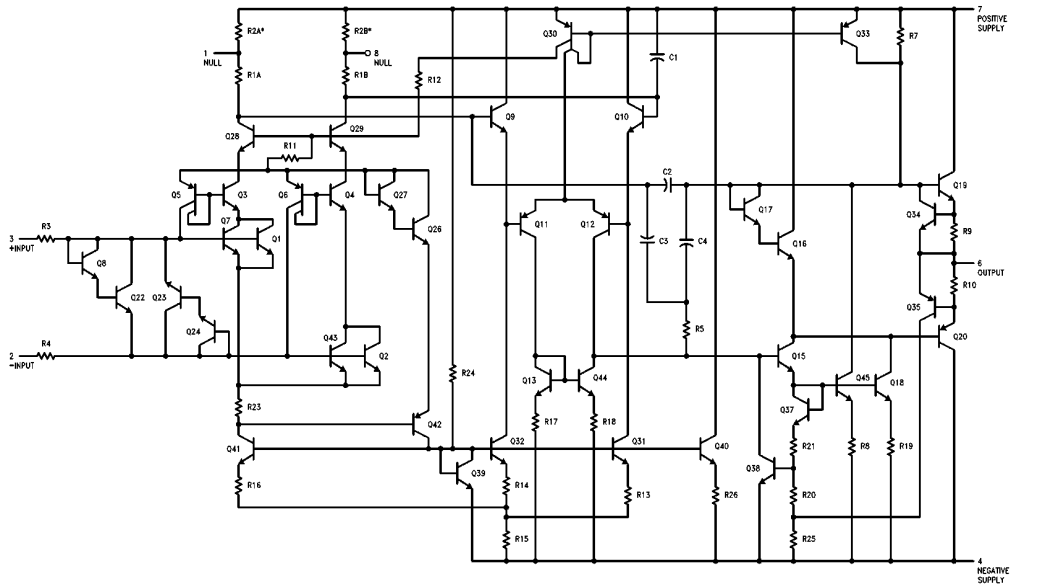 7
POSITIVE
SUPPLY
R2A*
R2B*
Q30
Q33
R7
1
NULL
8
NULL
C1
R1A
R1B
R12
Q9
Q10
Q28
Q29
R11
C2
Q5
Q3
Q6
Q4
Q27
Q19
Q17
Q34
Q7
Q1
Q26
Q11
Q12
R3
3
+INPUT
C3
C4
Q16
R9
Q8
6
OUTPUT
R10
Q22
Q23
Q35
Q24
R5
Q43
Q2
Q20
R4
2
-INPUT
Q15
R24
Q13
Q44
Q45
Q18
R23
Q37
Q42
R17
R18
Q41
Q32
Q31
Q40
R21
R8
R19
Q39
Q38
R16
R14
R13
R26
R20
R15
R25
4
NEGATIVE
SUPPLY